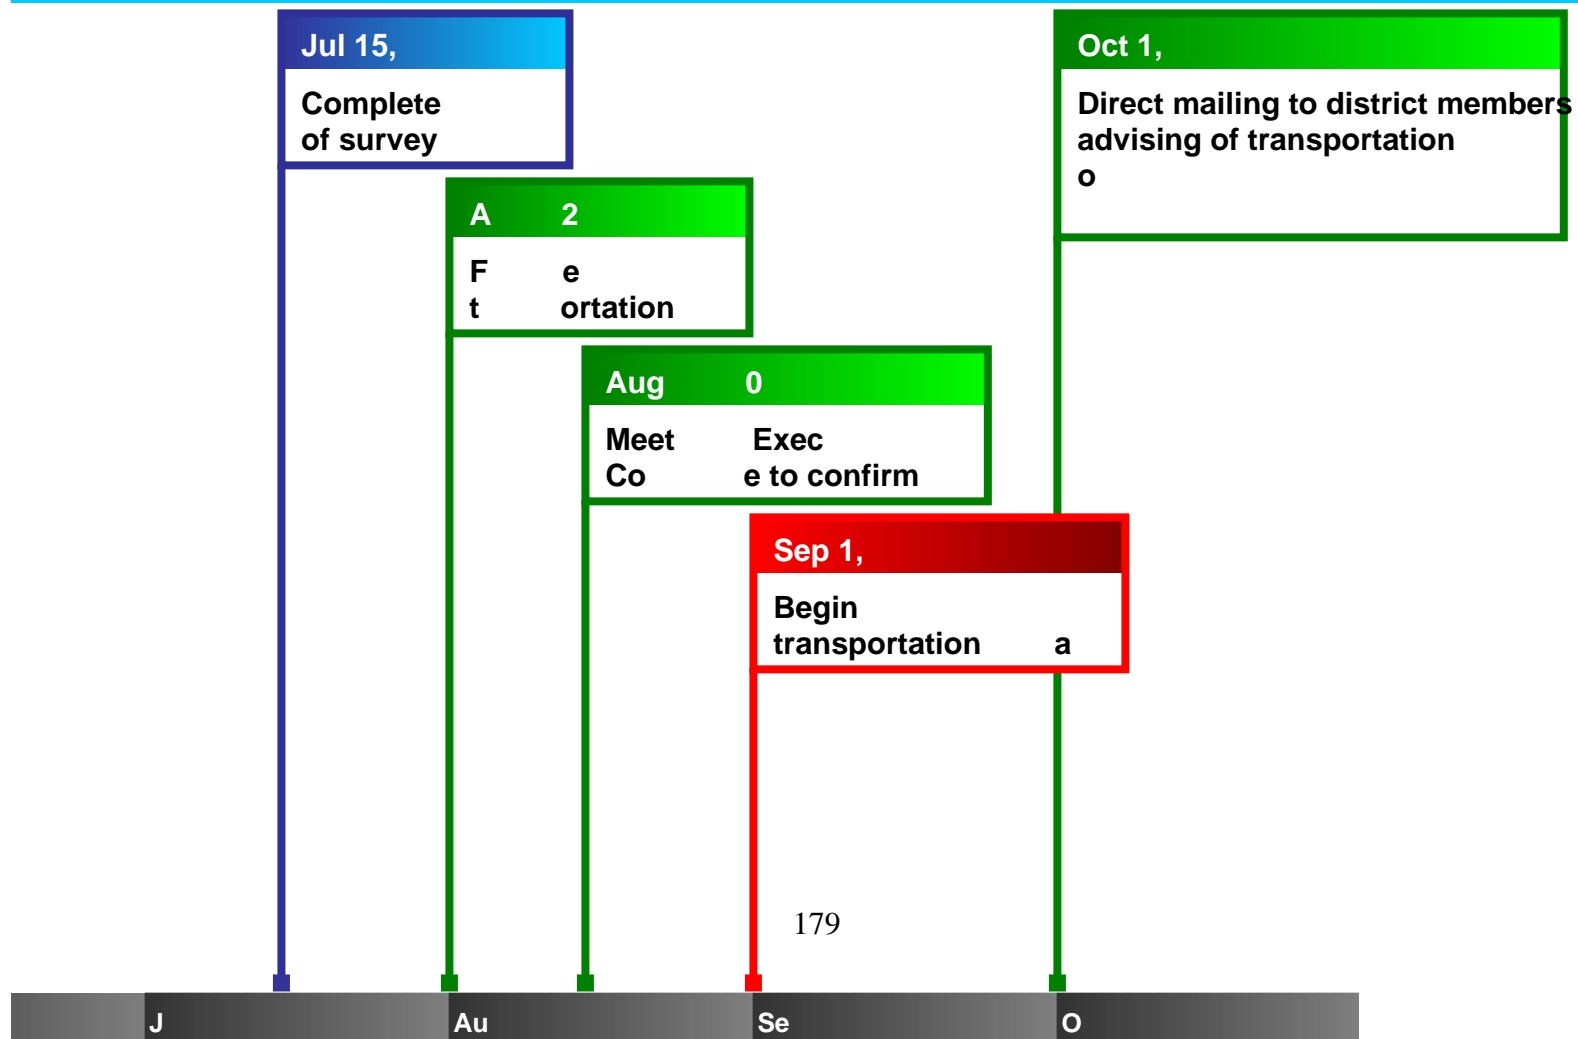 Jul 15,
Complete
of survey
Oct 1,
Direct mailing to district members
advising of transportation
o
A 2
F e
t ortation
Aug 0
Meet Exec
Co e to confirm
Sep 1,
Begin
transportation a
179
J Au Se O